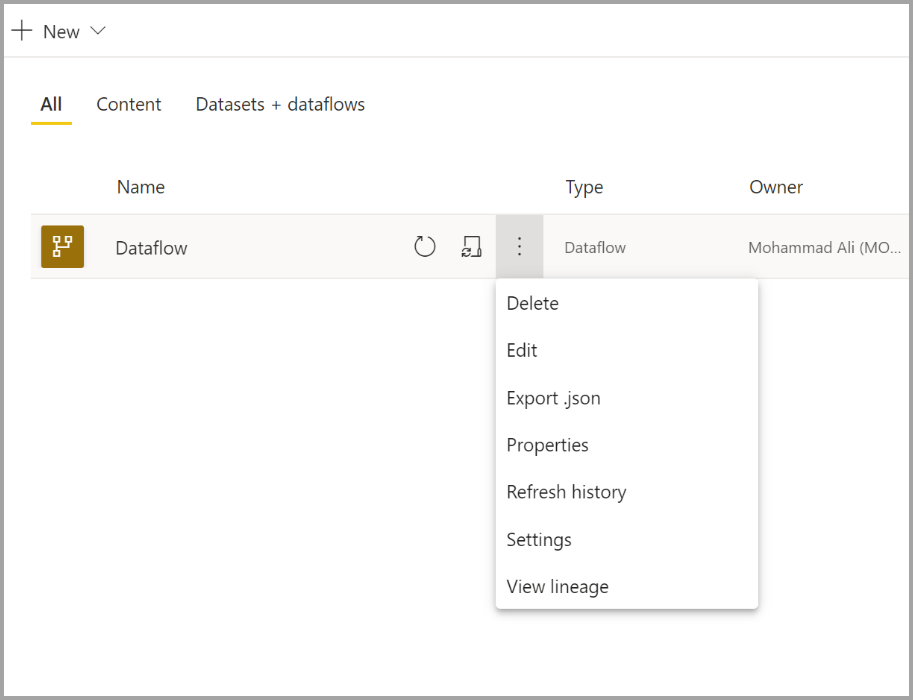 New
All Content Datasets + dataflows
Name Type Owner
Dataflow Dataflow Mohammad Ali (MO...
Delete
Edit
Export .json
Properties
Refresh history
Settings
View lineage